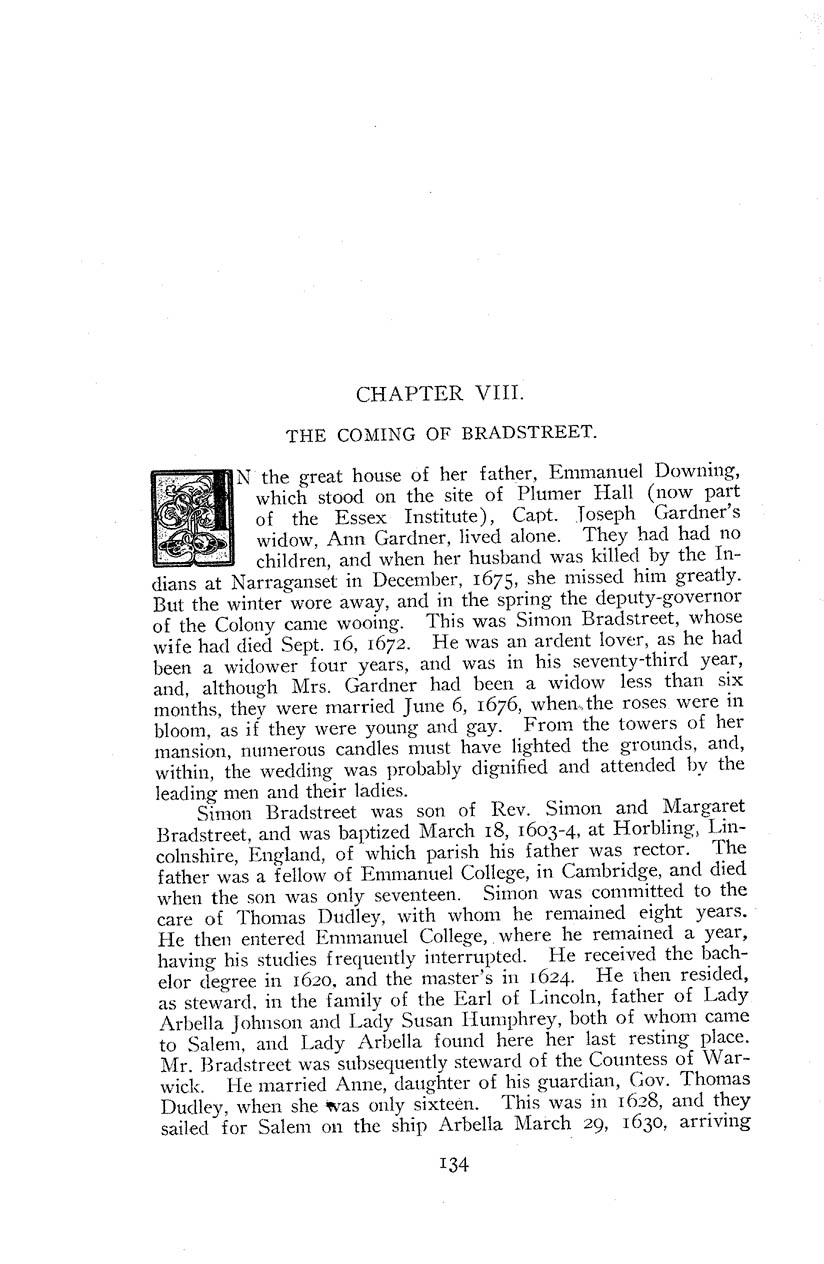 CHAPTER VIII.
THE COMING OF BRADSTREET.
IN the great house of her father, Emmanuel Downing,
which stood on the site of Plumer Hall (now part
of the Essex Institute), Capt. Joseph Gardner's
widow, Ann Gardner, lived alone. They had had no
children, and when her husband was killed by the In-
dians at Narraganset in December, 1675, she missed him greatly.
But the winter wore away, and in the spring the deputy-governor
of the Colony came wooing. This was Simon Bradstreet, whose
wife had died Sept. 16, 1672. He was an ardent lover, as he had
been a widower four years, and was in his seventy-third year,
and, although Mrs. Gardner had been a widow less than six
months, they were married June 6, 1676, when the roses were in
bloom, as if they were young and gay. From the towers of her
mansion, numerous candles must have lighted the grounds, and,
within, the wedding was probably dignified and attended by the
leading men and their ladies.
Simon Bradstreet was son of Rev. Simon and Margaret
Bradstreet, and was baptized March 18, 1603-4, at Horbling, Lin-
colnshire, England, of which parish his father was rector. The
father was a fellow of Emmanuel College, in Cambridge, and died
when the son was only seventeen. Simon was committed to the
care of Thomas Dudley, with whom he remained eight years.
He then entered Emmanuel College, where he remained a year,
having his studies frequently interrupted. He received the bach-
elor degree in 1620, and the master's in 1624. He then resided,
as steward, in the family of the Earl of Lincoln, father of Lady
Arbella Johnson and Lady Susan Humphrey, both of whom came
to Salem, and Lady Arbella found here her last resting place.
Mr. Bradstreet was subsequently steward of the Countess of War-
wick. He married Anne, daughter of his guardian, Gov. Thomas
Dudley, when she was only sixteen. This was in 1628, and they
sailed for Salem on the ship Arbella March 29, 1630, arriving
134